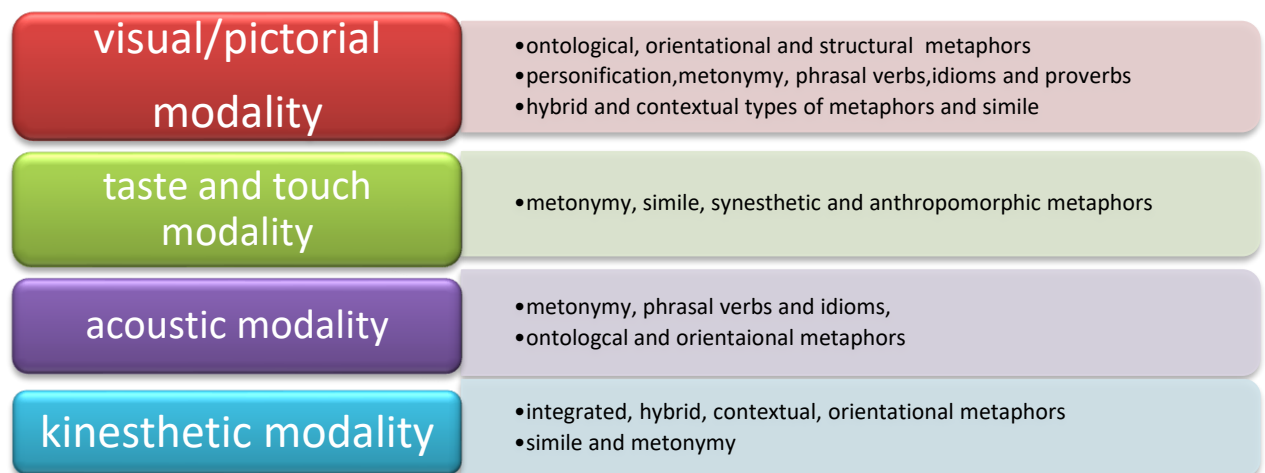 visual/pictorial
modality
•ontological, orientational and structural metaphors
•personification,metonymy, phrasal verbs,idioms and proverbs
•hybrid and contextual types of metaphors and simile
taste and touch
modality
•metonymy, simile, synesthetic and anthropomorphic metaphors
acoustic modality
•metonymy, phrasal verbs and idioms,
•ontologcal and orientaional metaphors
kinesthetic modality
•integrated, hybrid, contextual, orientational metaphors
•simile and metonymy